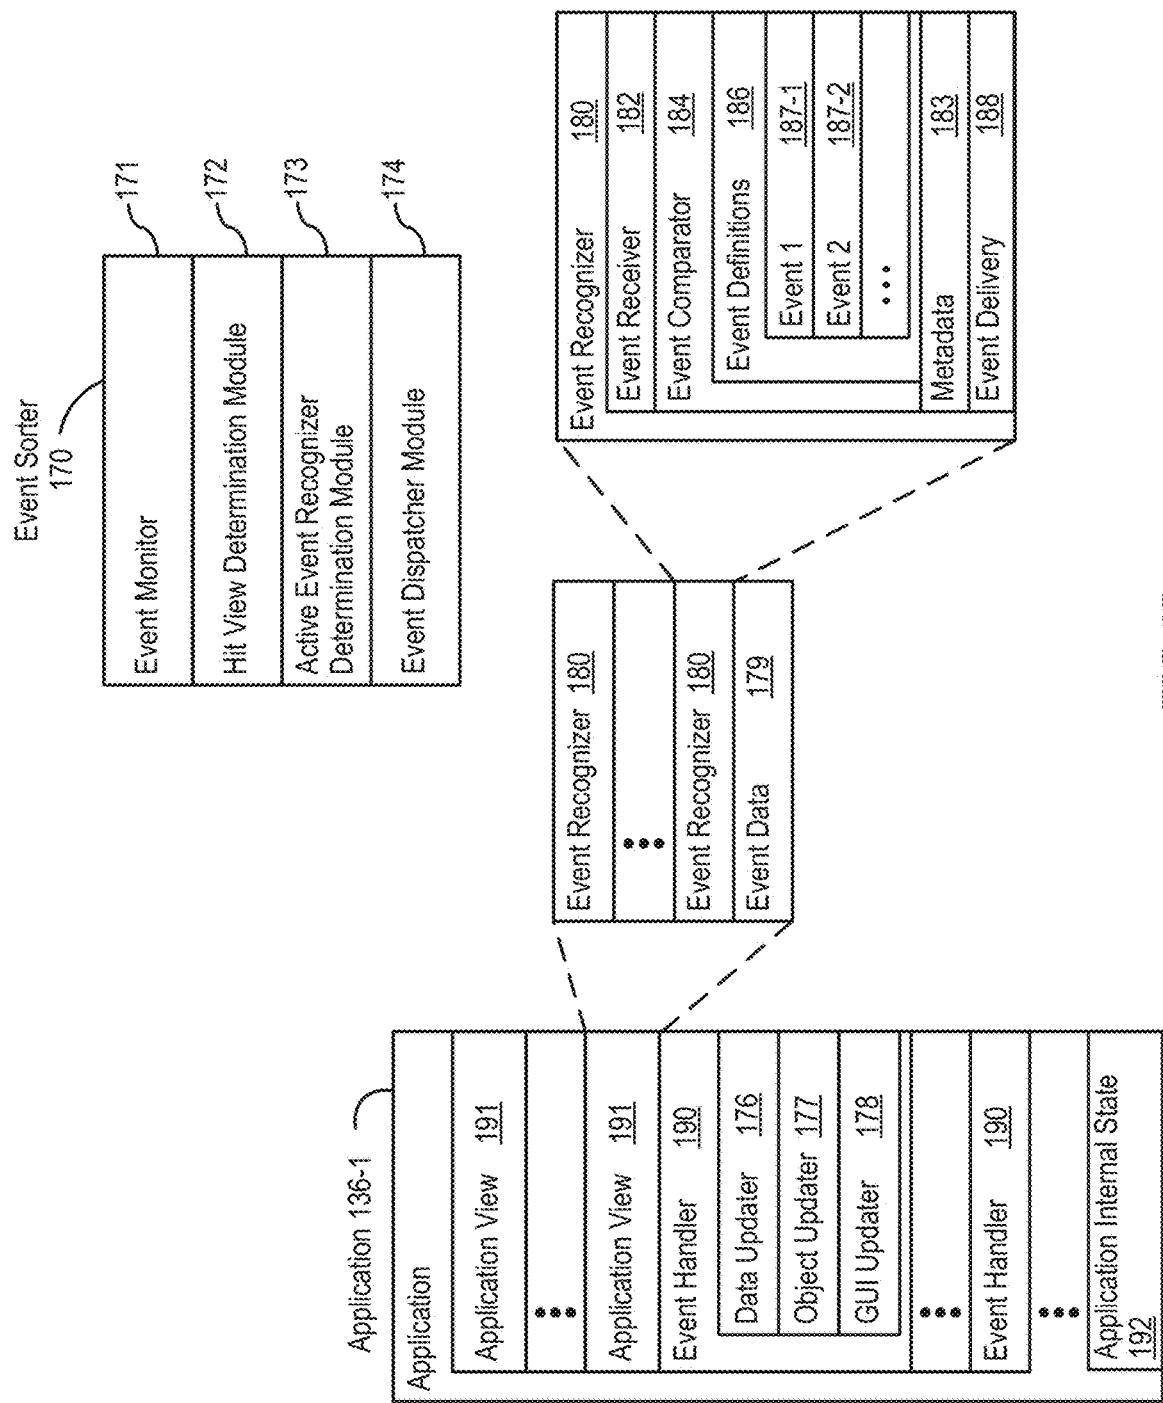 Event Sorter
170
Event Monitor
171
Hit View Determination Module
172
Active Event Recognizer
Determination Module
173
Event Dispatcher Module
174
Application 136-1
Application
Application View 191
Application View 191
Event Handler 190
Data Updater 176
Object Updater 177
GUI Updater 178
Event Handler 190
Application Internal State
192
Event Recognizer 180
Event Recognizer 180
Event Data 179
Event Recognizer 180
Event Receiver 182
Event Comparator 184
Event Definitions 186
Event 1 187-1
Event 2 187-2
Metadata 183
Event Delivery 188